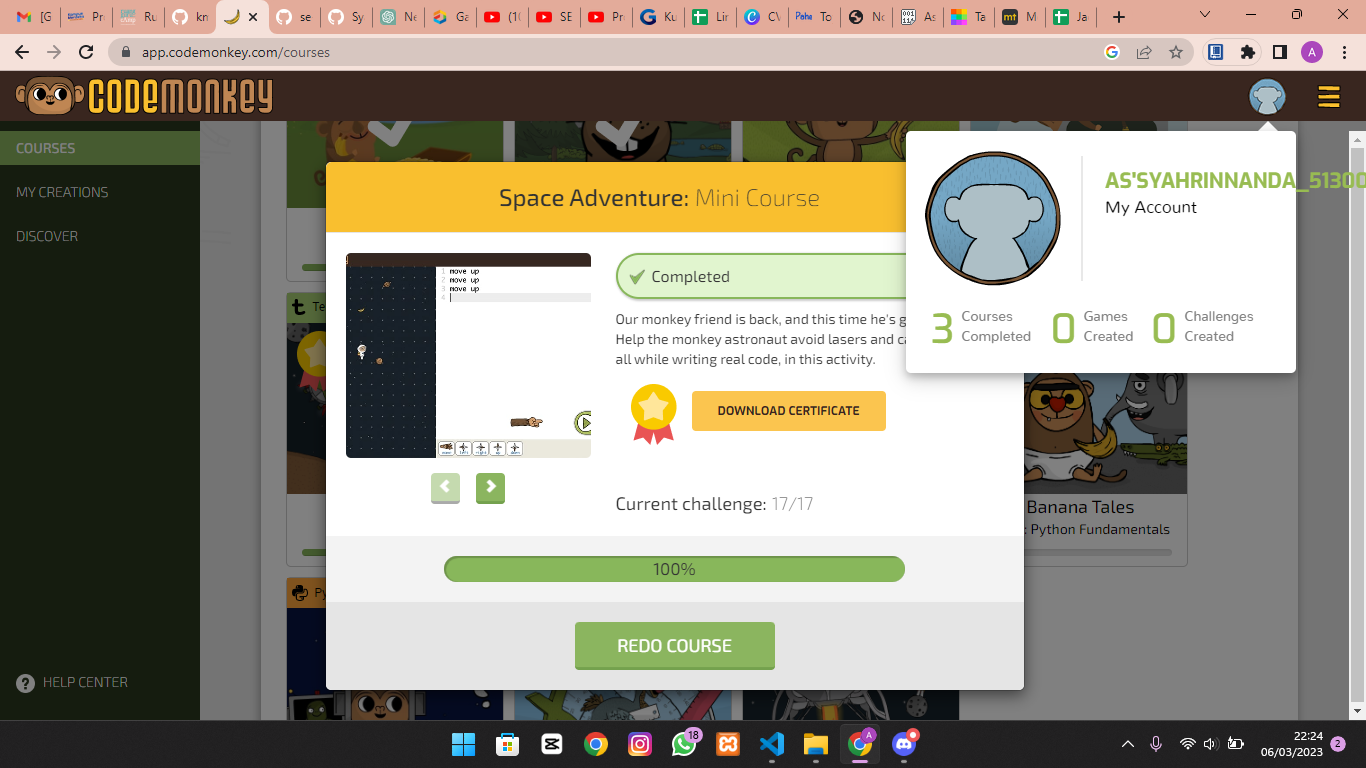 [G
Pr
Ru
kn
se
Sy
Ne
Ga
(10
SE
Pr
Ku
Lir
CV
To
No
As
Ta
M
Ja
app.codemonkey.com/courses
A
CODEMONKEY
COURSES
MY CREATIONS
DISCOVER
HELP CENTER
AS'SYAHRINNANDA_51300
My Account
3 Courses Completed
0 Games Created
0 Challenges Created
Space Adventure: Mini Course
1 move up
2 move up
3 move up
4
Completed
Our monkey friend is back, and this time he's g
Help the monkey astronaut avoid lasers and ca
all while writing real code, in this activity.
DOWNLOAD CERTIFICATE
Current challenge: 17/17
100%
REDO COURSE
Te
Banana Tales
: Python Fundamentals
Py
18
A
22:24
06/03/2023
2